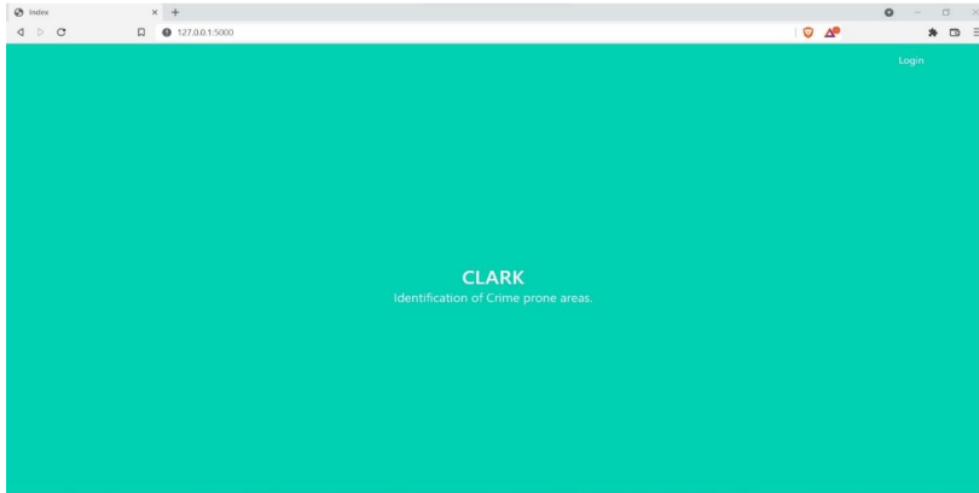 Index
127.0.0.1:5000
Login
CLARK
Identification of Crime prone areas.